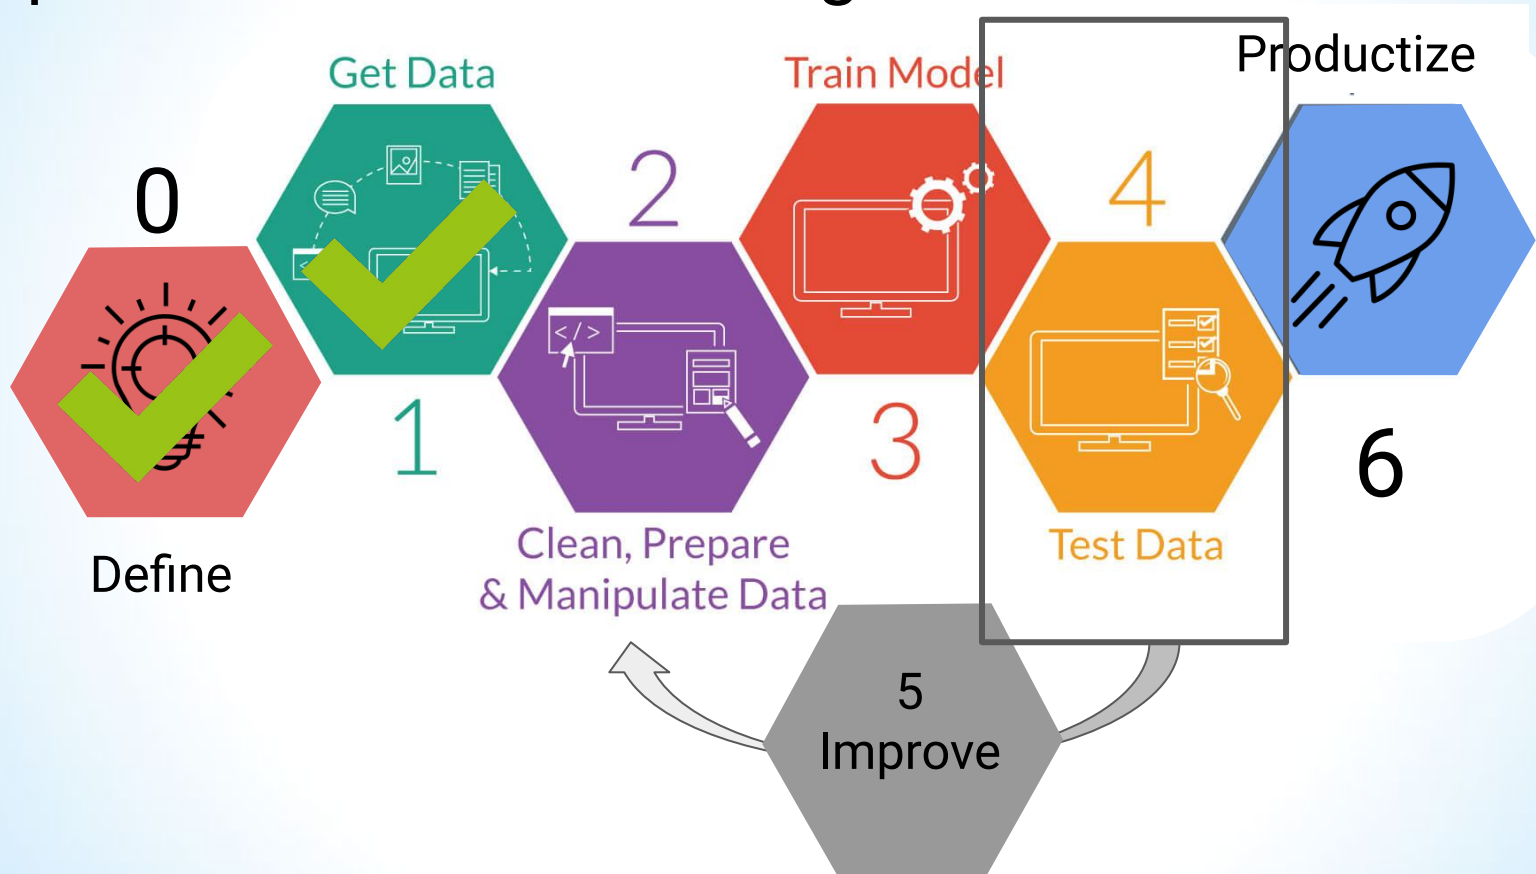 0
Define
Get Data
1
2
</>
Clean, Prepare
& Manipulate Data
Train Model
3
4
Test Data
5
Improve
Productize
6